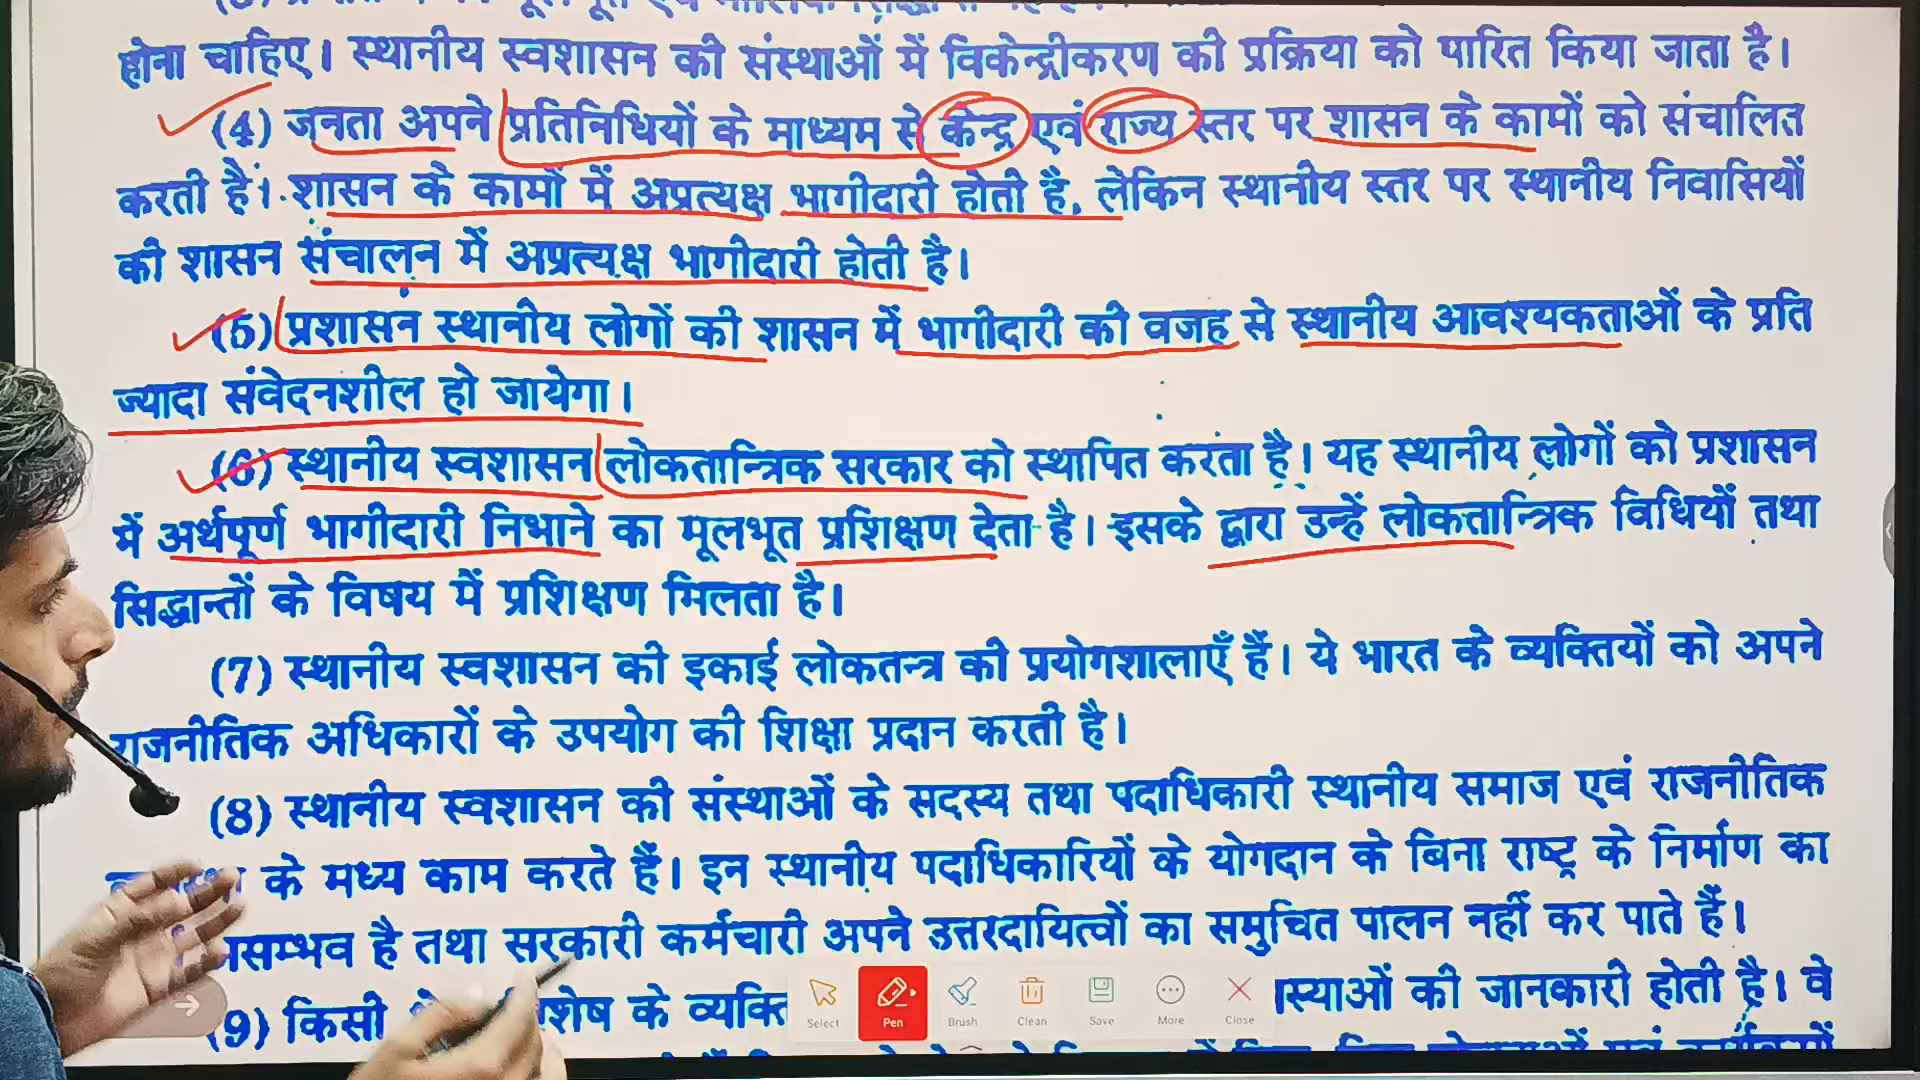 होना चाहिए। स्थानीय स्वशासन की संस्थाओं में विकेन्द्रीकरण की प्रक्रिया को पारित किया जाता है।
(4) जनता अपने प्रतिनिधियों के माध्यम से केन्द्र एवं राज्य स्तर पर शासन के कामों को संचालित
करती है। शासन के कामों में अप्रत्यक्ष भागीदारी होती है, लेकिन स्थानीय स्तर पर स्थानीय निवासियों
की शासन संचालन में अप्रत्यक्ष भागीदारी होती है।
(5) प्रशासन स्थानीय लोगों की शासन में भागीदारी की वजह से स्थानीय आवश्यकताओं के प्रति
ज्यादा संवेदनशील हो जायेगा।
(6) स्थानीय स्वशासन लोकतान्त्रिक सरकार को स्थापित करता है। यह स्थानीय लोगों को प्रशासन
में अर्थपूर्ण भागीदारी निभाने का मूलभूत प्रशिक्षण देता है। इसके द्वारा उन्हें लोकतान्त्रिक विधियों तथा
सिद्धान्तों के विषय में प्रशिक्षण मिलता है।
(7) स्थानीय स्वशासन की इकाई लोकतन्त्र की प्रयोगशालाएँ हैं। ये भारत के व्यक्तियों को अपने
राजनीतिक अधिकारों के उपयोग की शिक्षा प्रदान करती है।
(8) स्थानीय स्वशासन की संस्थाओं के सदस्य तथा पदाधिकारी स्थानीय समाज एवं राजनीतिक
के मध्य काम करते हैं। इन स्थानीय पदाधिकारियों के योगदान के बिना राष्ट्र के निर्माण का
है तथा सरकारी कर्मचारी अपने उत्तरदायित्वों का समुचित पालन नहीं कर पाते हैं।
(9) किसी के की जानकारी होती है। वे
Select Pen Brush Clean Save More Close